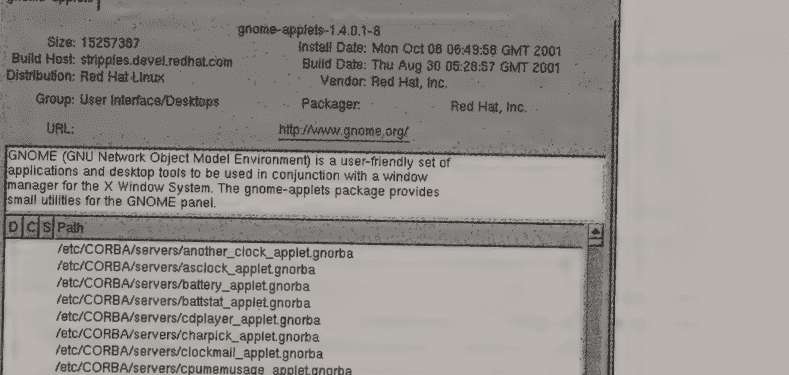 gnome-applets
gnome-applets-1.4.0.1-8
Size: 15257387 Install Date: Mon Oct 08 06:49:56 GMT 2001
Build Host: stripples.devel.redhat.com Build Date: Thu Aug 30 05:28:57 GMT 2001
Distribution: Red Hat Linux Vendor: Red Hat, Inc.
Group: User Interface/Desktops Packager: Red Hat, Inc.
URL: http://www.gnome.org/
GNOME (GNU Network Object Model Environment) is a user-friendly set of
applications and desktop tools to be used in conjunction with a window
manager for the X Window System. The gnome-applets package provides
small utilities for the GNOME panel.
D C S Path
/etc/CORBA/servers/another_clock_applet.gnorba
/etc/CORBA/servers/asclock_applet.gnorba
/etc/CORBA/servers/battery_applet.gnorba
/etc/CORBA/servers/battstat_applet.gnorba
/etc/CORBA/servers/cdplayer_applet.gnorba
/etc/CORBA/servers/charpick_applet.gnorba
/etc/CORBA/servers/clockmail_applet.gnorba
/etc/CORBA/servers/cpumemusage_applet.gnorba